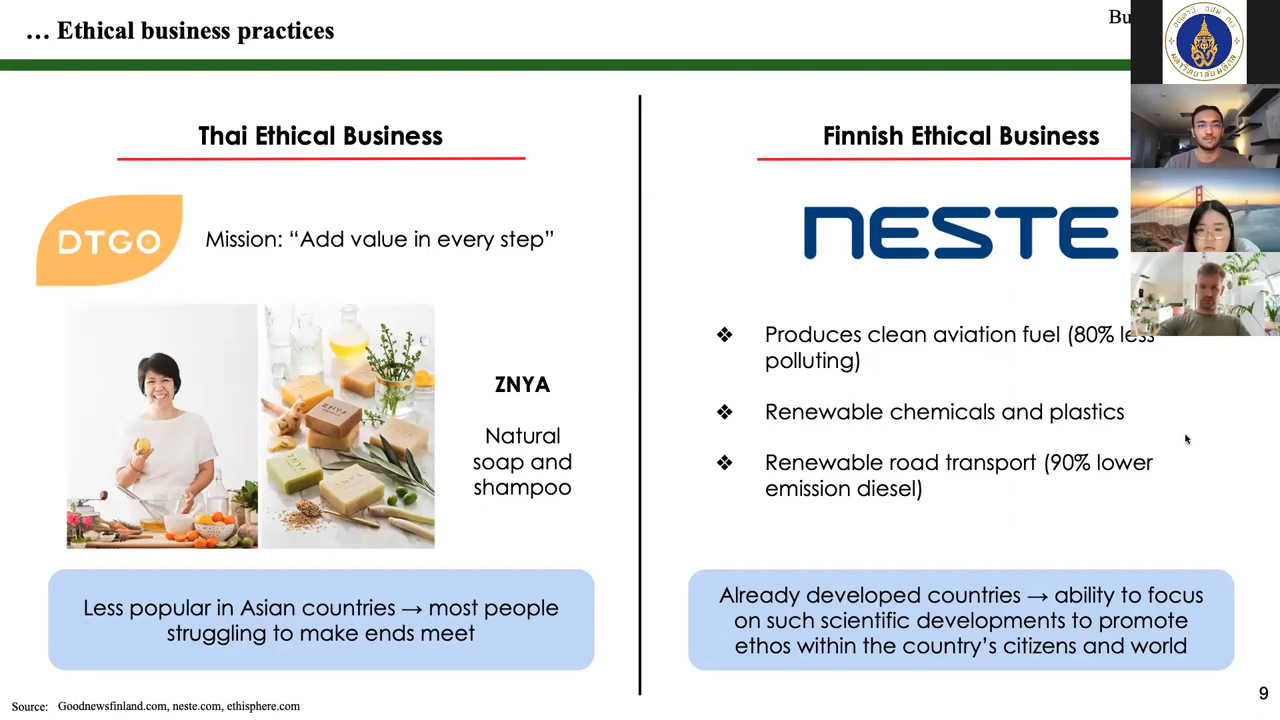 … Ethical business practices
Thai Ethical Business
DTGO
Mission: “Add value in every step”
ZNYA
Natural
soap and
shampoo
Less popular in Asian countries → most people
struggling to make ends meet
Finnish Ethical Business
NESTE
❖ Produces clean aviation fuel (80% less
polluting)
❖ Renewable chemicals and plastics
❖ Renewable road transport (90% lower
emission diesel)
Already developed countries → ability to focus
on such scientific developments to promote
ethos within the country’s citizens and world
Source: Goodnewsfinland.com, neste.com, ethisphere.com
9